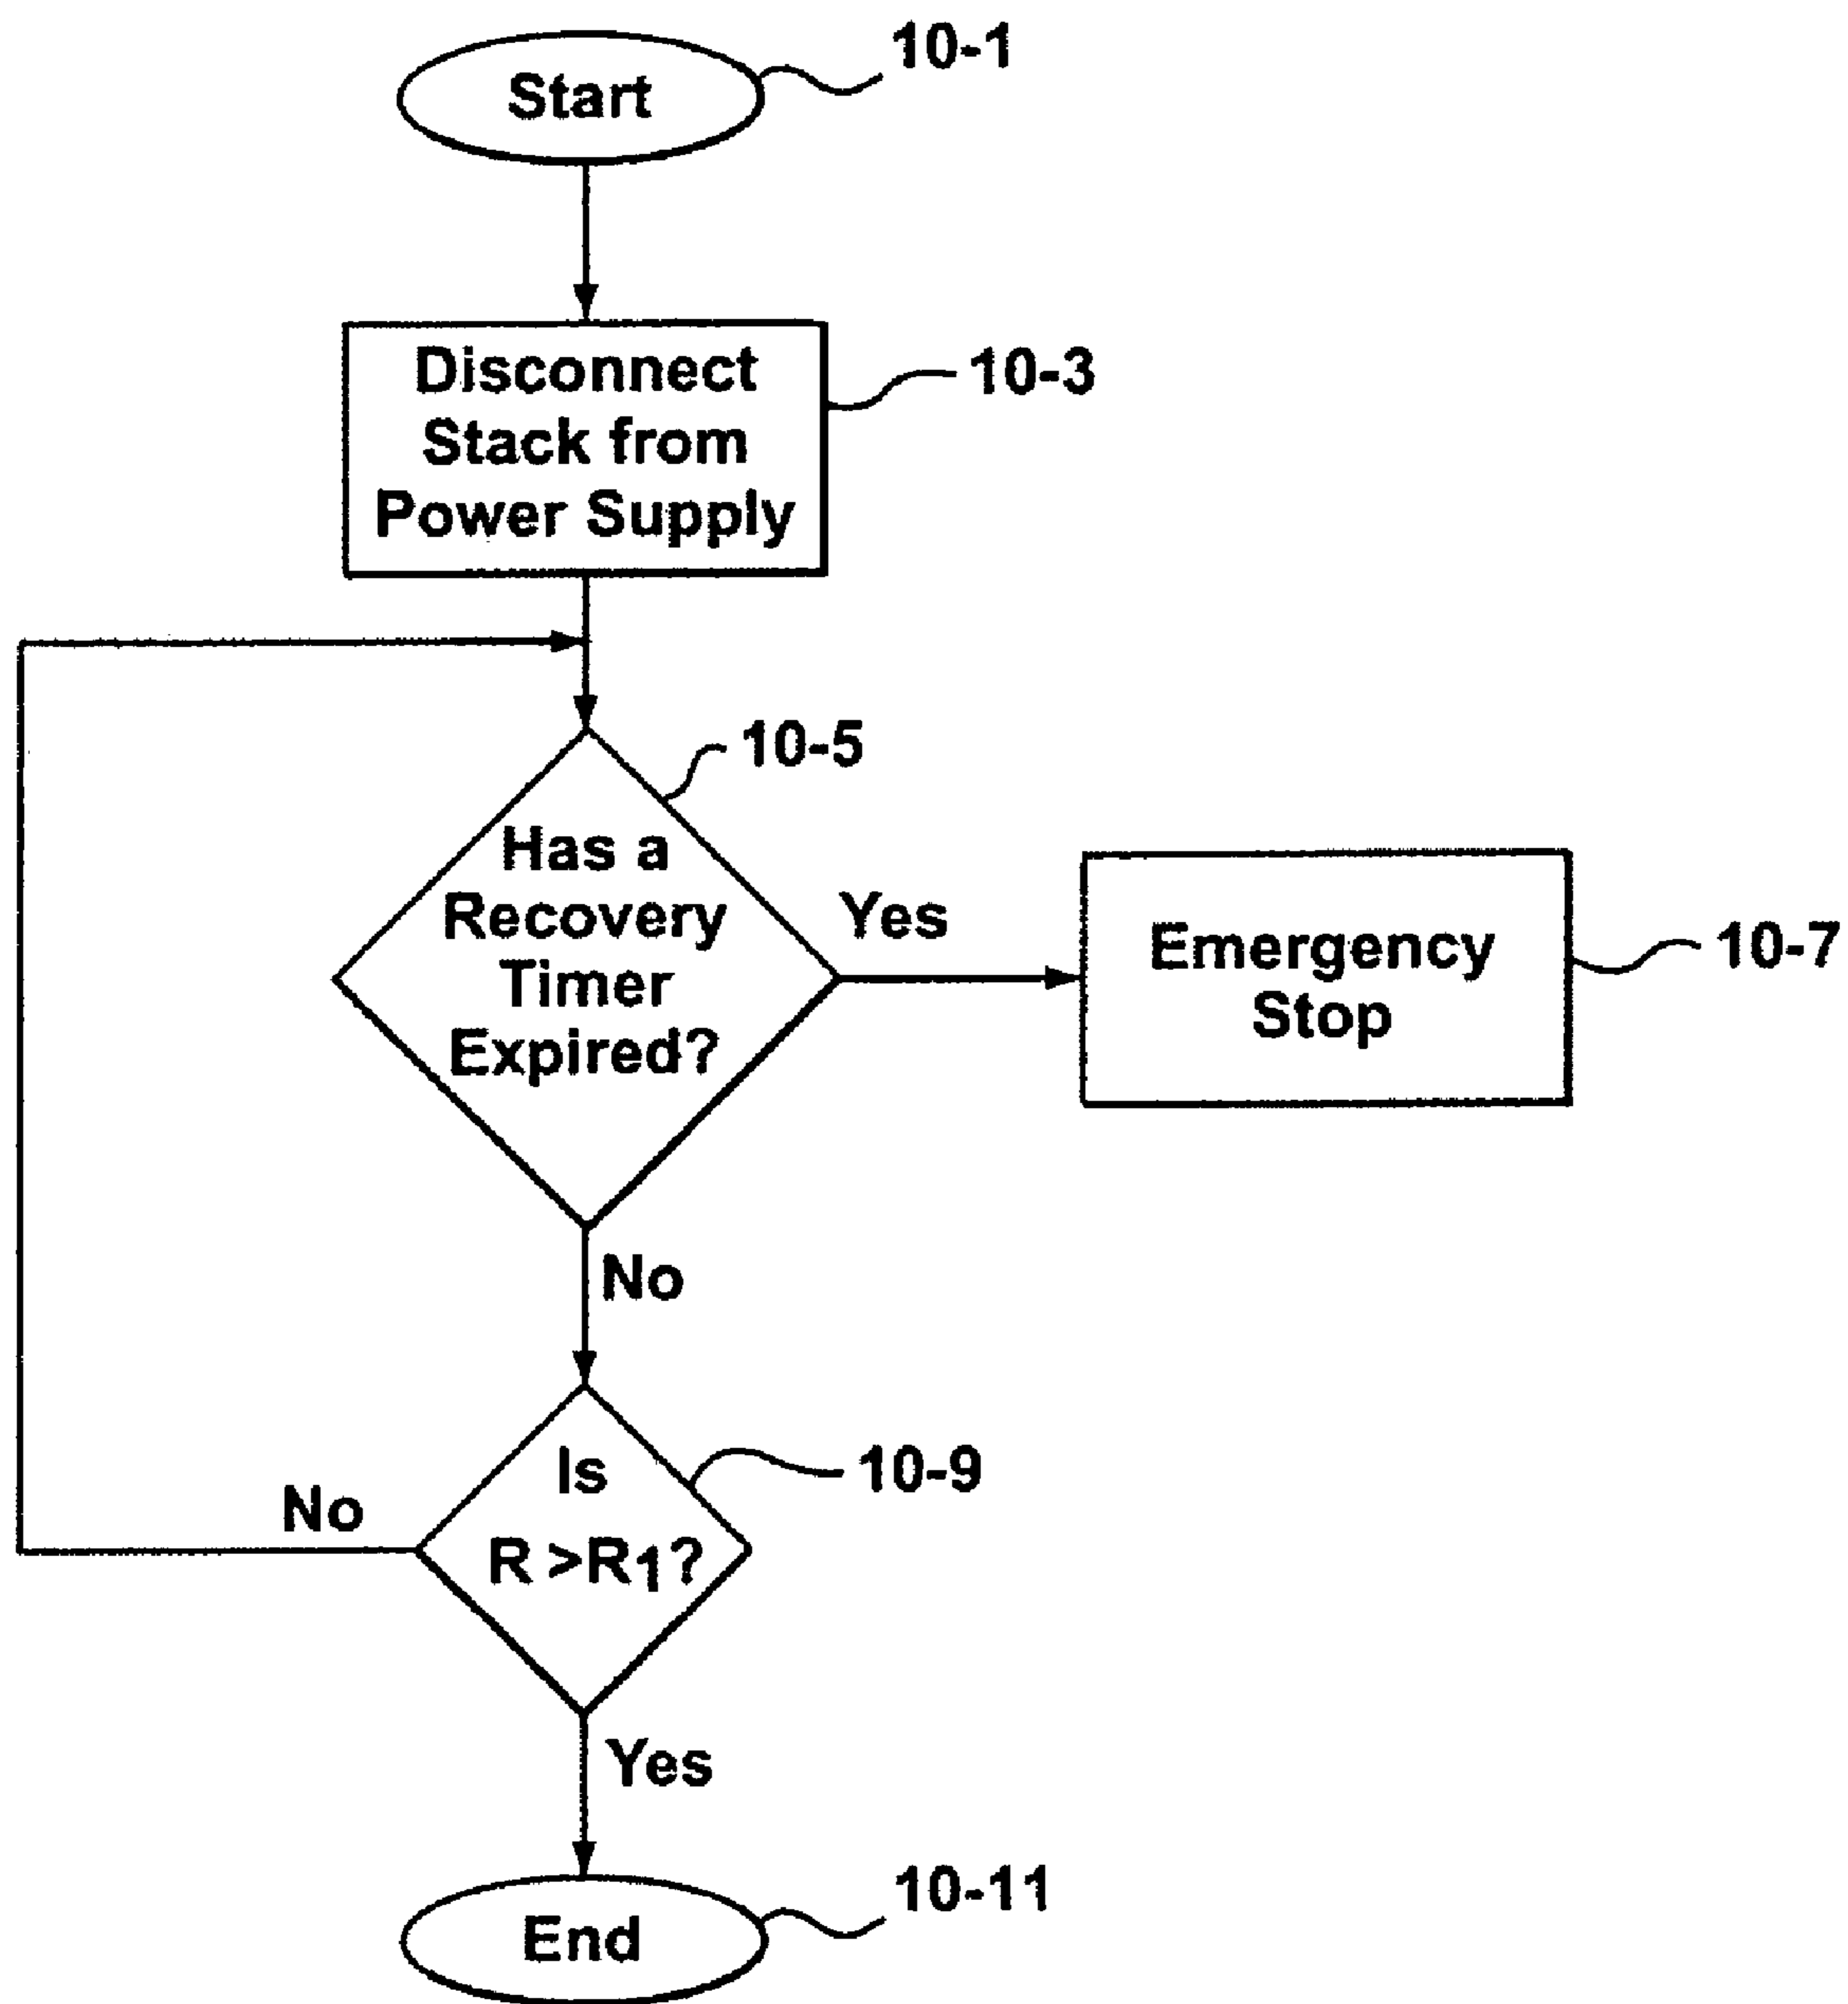 Start
10-1
Disconnect
Stack from
Power Supply
10-3
10-5
Has a
Recovery
Timer
Expired?
Yes
Emergency
Stop
10-7
No
Is
R >R1?
10-9
No
Yes
End
10-11